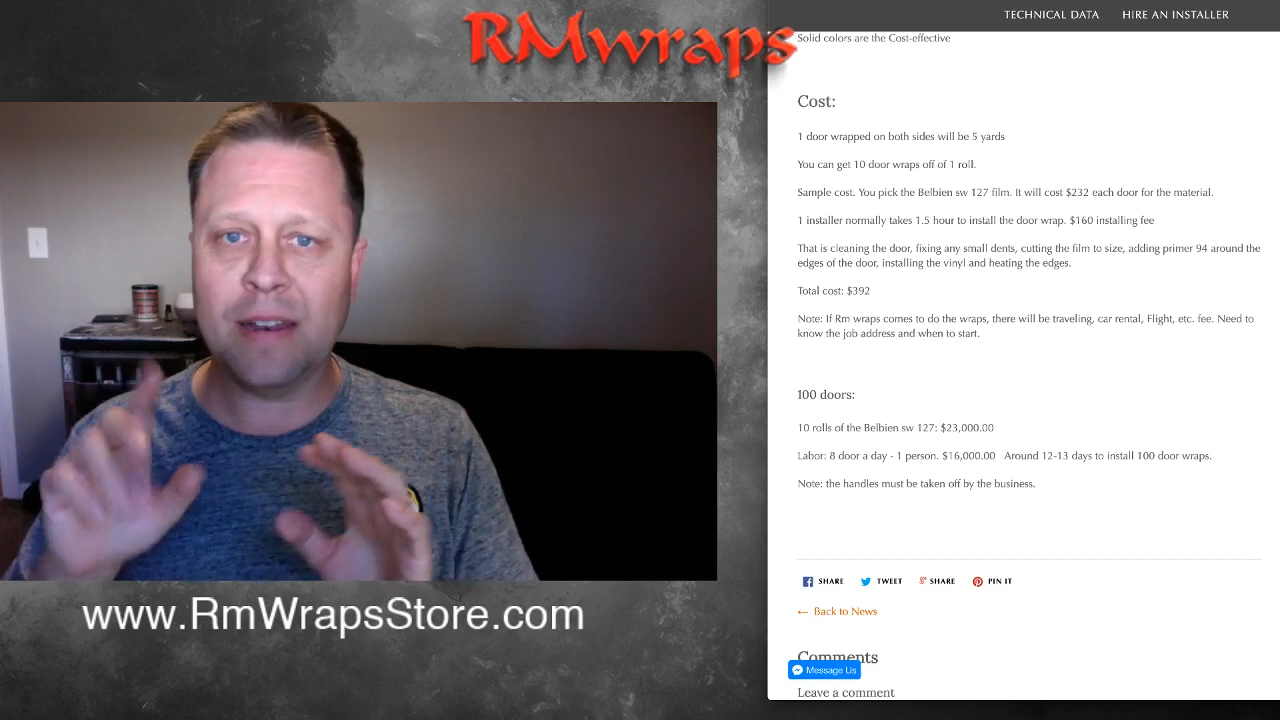 RMwraps
www.RmWrapsStore.com
TECHNICAL DATA HIRE AN INSTALLER
Solid colors are the Cost-effective
Cost:
1 door wrapped on both sides will be 5 yards
You can get 10 door wraps off of 1 roll.
Sample cost. You pick the Belbien sw 127 film. It will cost $232 each door for the material.
1 installer normally takes 1.5 hour to install the door wrap. $160 installing fee
That is cleaning the door, fixing any small dents, cutting the film to size, adding primer 94 around the
edges of the door, installing the vinyl and heating the edges.
Total cost: $392
Note: If Rm wraps comes to do the wraps, there will be traveling, car rental, Flight, etc. fee. Need to
know the job address and when to start.
100 doors:
10 rolls of the Belbien sw 127: $23,000.00
Labor: 8 door a day - 1 person. $16,000.00 Around 12-13 days to install 100 door wraps.
Note: the handles must be taken off by the business.
SHARE TWEET SHARE PIN IT
← Back to News
Comments
Message Us
Leave a comment